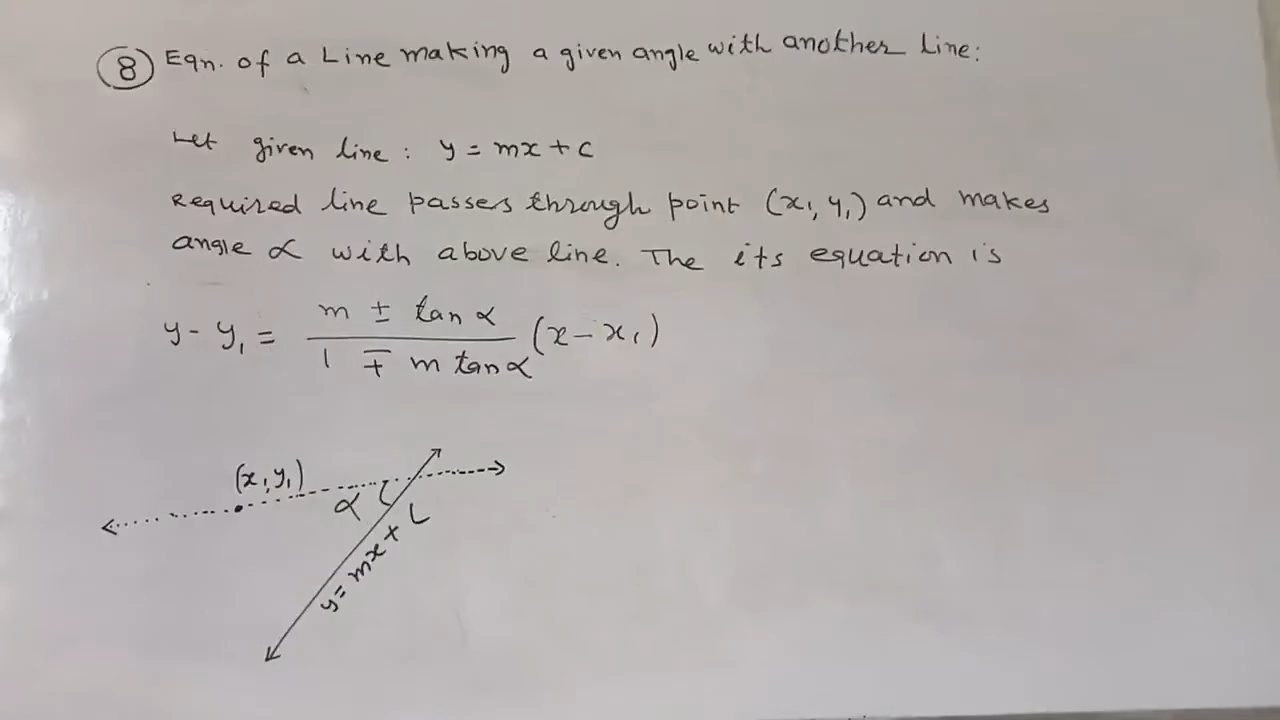 8 Eqn. of a Line making a given angle with another line:
Let given line : y = mx + c
Required line passes through point (x₁, y₁) and makes
angle α with above line. The its equation is
y - y₁ = (m ± tan α)/(1 ∓ m tan α) (x - x₁)
(x₁, y₁)
α
y = mx + c